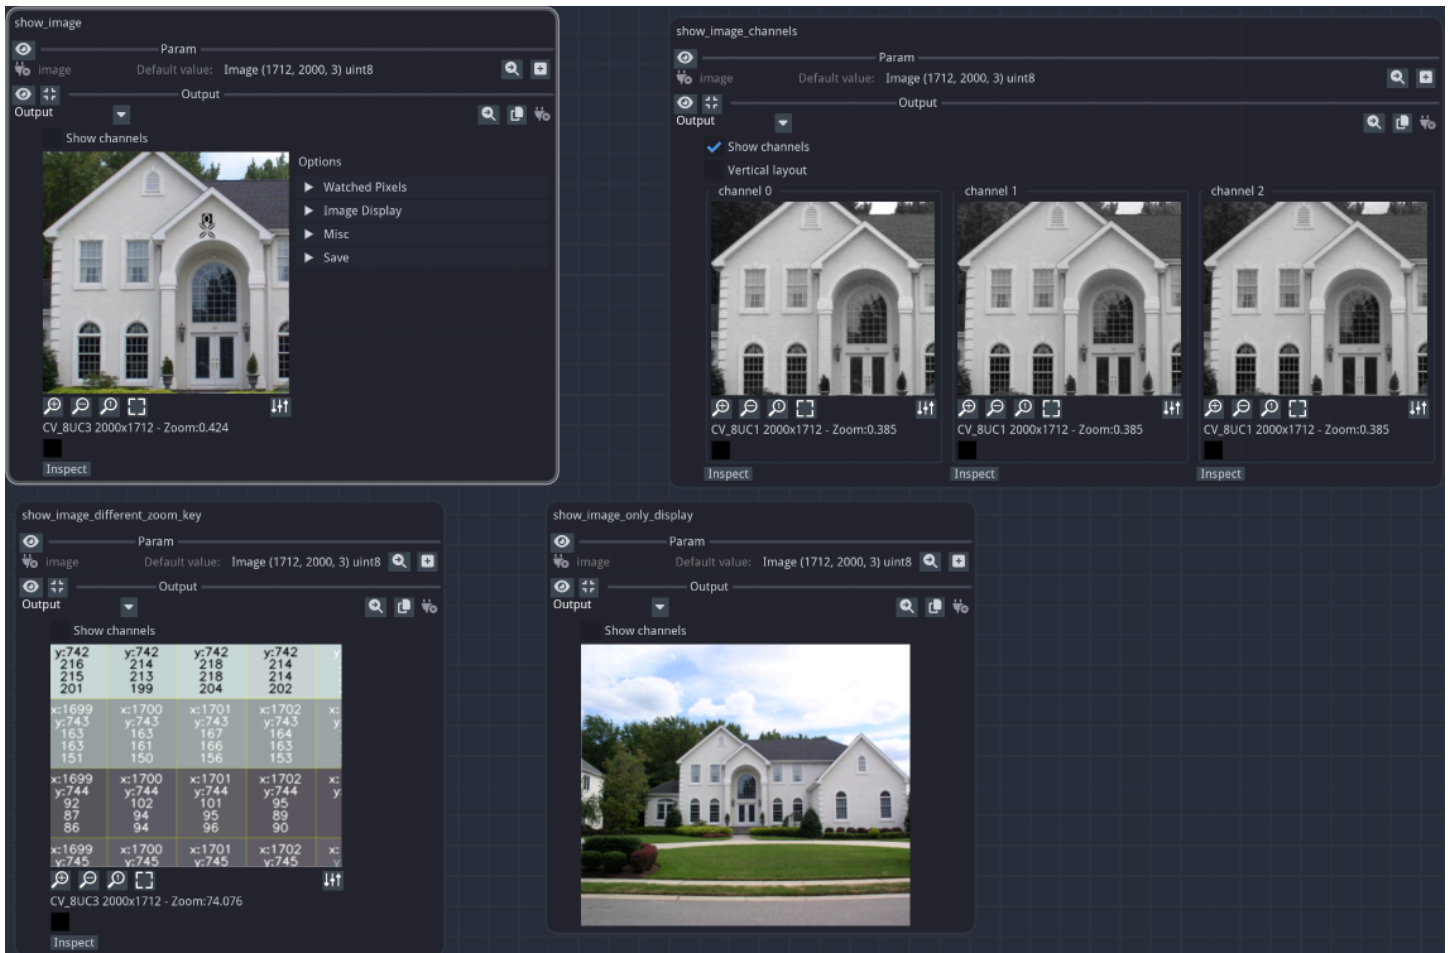 show_image
Param
image Default value: Image (1712, 2000, 3) uint8
Output
Output
Show channels
Options
Watched Pixels
Image Display
Misc
Save
CV_8UC3 2000x1712 - Zoom:0.424
Inspect
show_image_channels
Param
image Default value: Image (1712, 2000, 3) uint8
Output
Output
Show channels
Vertical layout
channel 0 channel 1 channel 2
CV_8UC1 2000x1712 - Zoom:0.385 CV_8UC1 2000x1712 - Zoom:0.385 CV_8UC1 2000x1712 - Zoom:0.385
Inspect Inspect Inspect
show_image_different_zoom_key
Param
image Default value: Image (1712, 2000, 3) uint8
Output
Output
Show channels
y:742 y:742 y:742 y:742 y
216 214 218 214
215 213 218 214
201 199 204 202
x:1699 x:1700 x:1701 x:1702 x:
y:743 y:743 y:743 y:743 y
163 163 167 164
163 161 166 163
151 150 156 153
x:1699 x:1700 x:1701 x:1702 x:
y:744 y:744 y:744 y:744 y
92 102 101 95
87 94 95 89
86 94 96 90
x:1699 x:1700 x:1701 x:1702 x:
y:745 y:745 y:745 y:745 y
CV_8UC3 2000x1712 - Zoom:74.076
Inspect
show_image_only_display
Param
image Default value: Image (1712, 2000, 3) uint8
Output
Output
Show channels